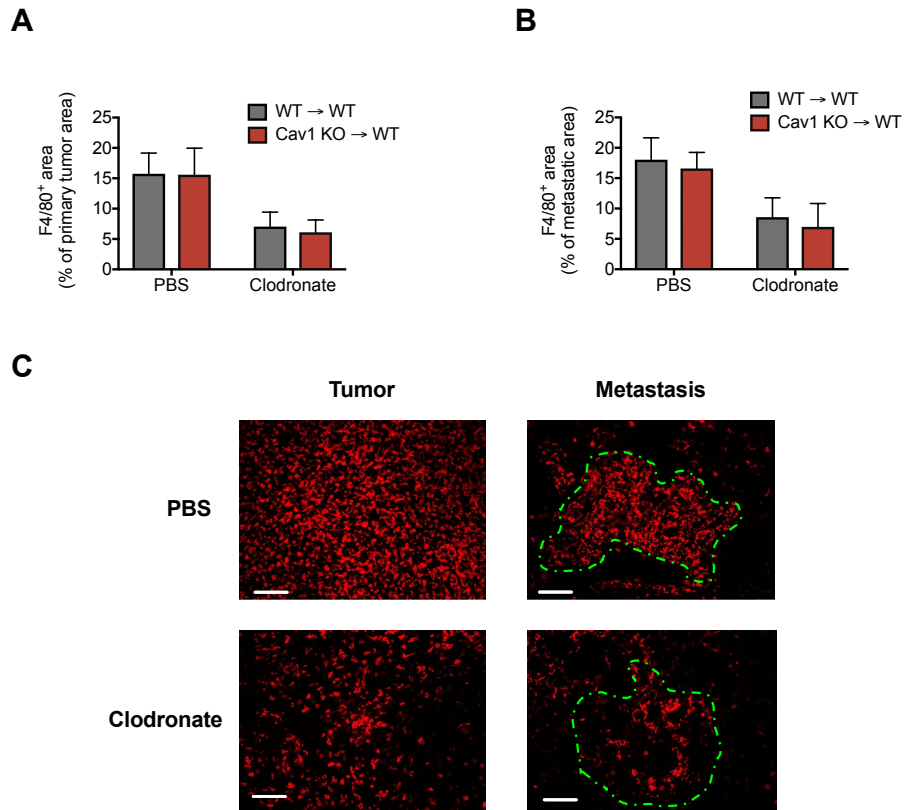 A
F4/80⁺ area
(% of primary tumor area)
25
20
15
10
5
0
PBS
Clodronate
WT → WT
Cav1 KO → WT
B
F4/80⁺ area
(% of metastatic area)
25
20
15
10
5
0
PBS
Clodronate
WT → WT
Cav1 KO → WT
C
Tumor
Metastasis
PBS
Clodronate